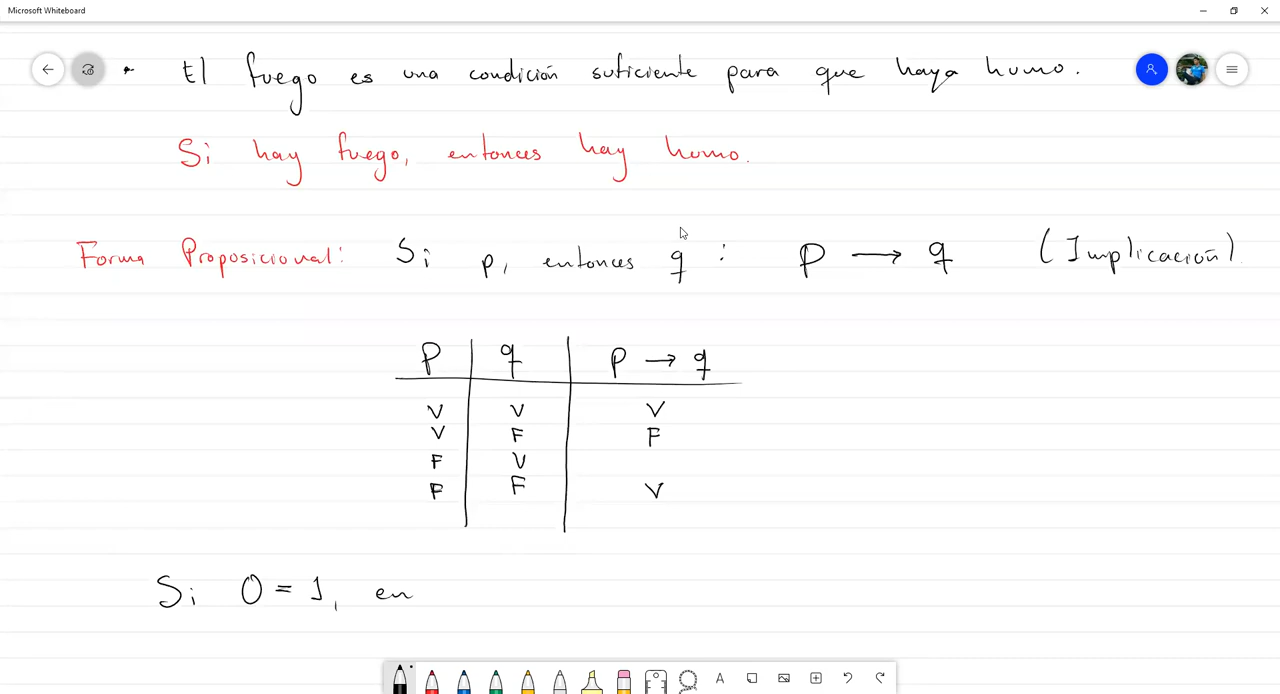 Microsoft Whiteboard
El fuego es una condición suficiente para que haya humo.
Si hay fuego, entonces hay humo.
Forma Proposicional: Si p, entonces q : p → q (Implicación).
p q p → q
V V V
V F F
F V
F F V
Si 0 = 1, en
A